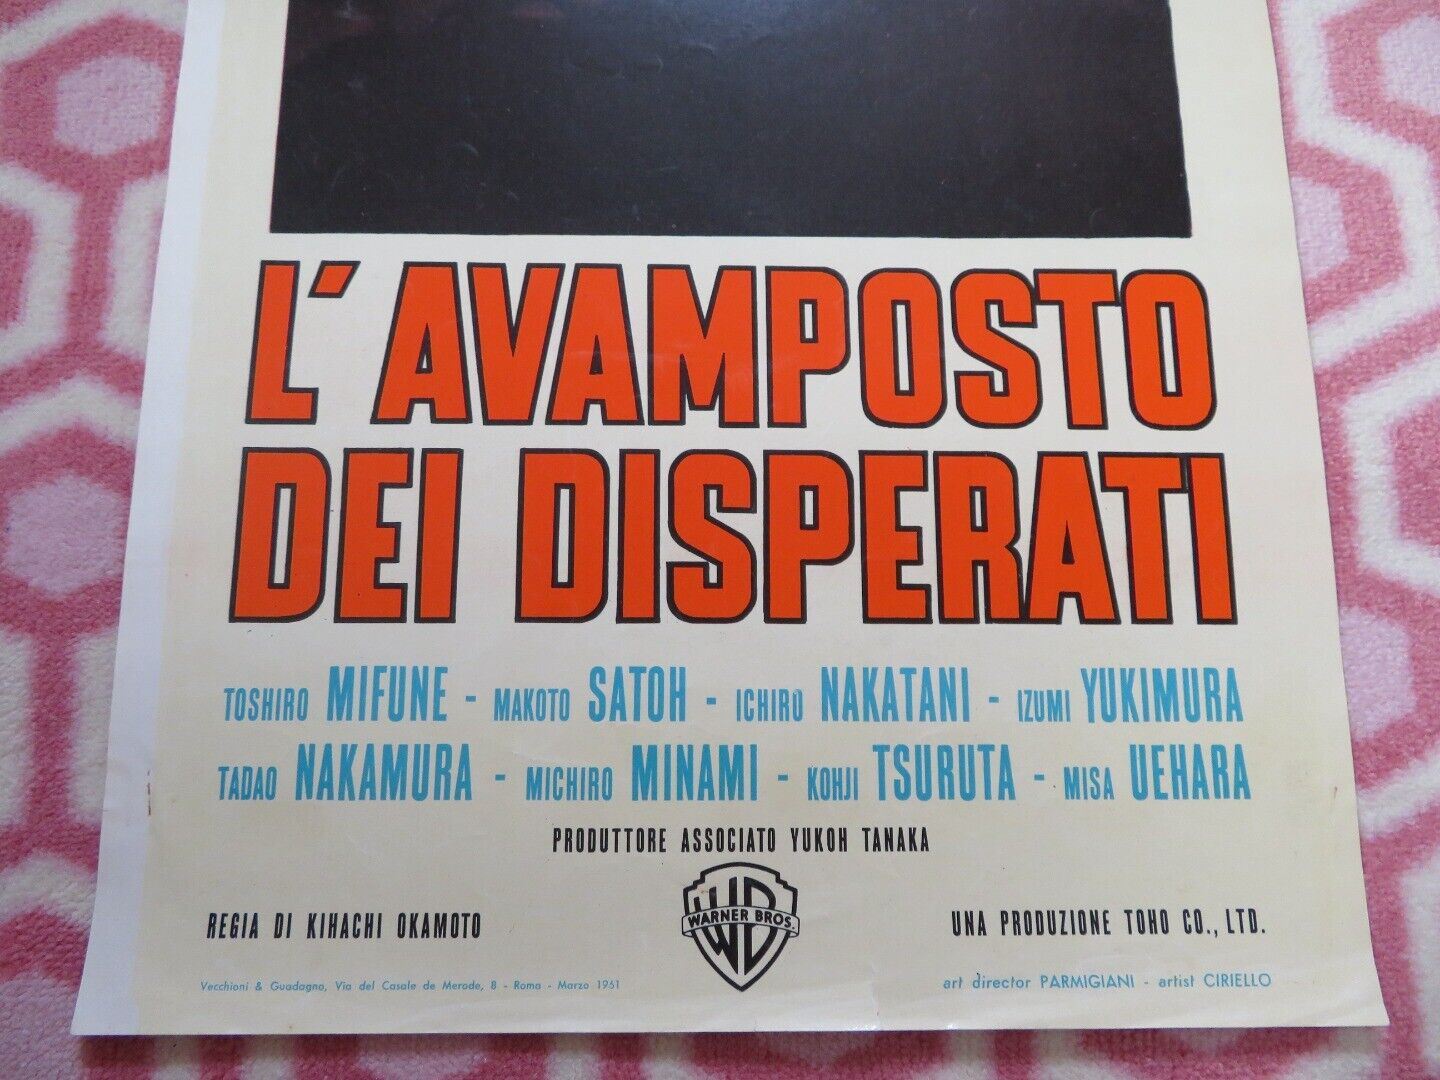 L'AVAMPOSTO
DEI DISPERATI
TOSHIRO MIFUNE - MAKOTO SATOH - ICHIRO NAKATANI - IZUMI YUKIMURA
TADAO NAKAMURA - MICHIRO MINAMI - KOHJI TSURUTA - MISA UEHARA
PRODUTTORE ASSOCIATO YUKOH TANAKA
REGIA DI KIHACHI OKAMOTO
WB
WARNER BROS.
UNA PRODUZIONE TOHO CO., LTD.
Vecchioni & Guadagno, Via del Casale de Merode, 8 - Roma - Marzo 1961
art director PARMIGIANI - artist CIRIELLO